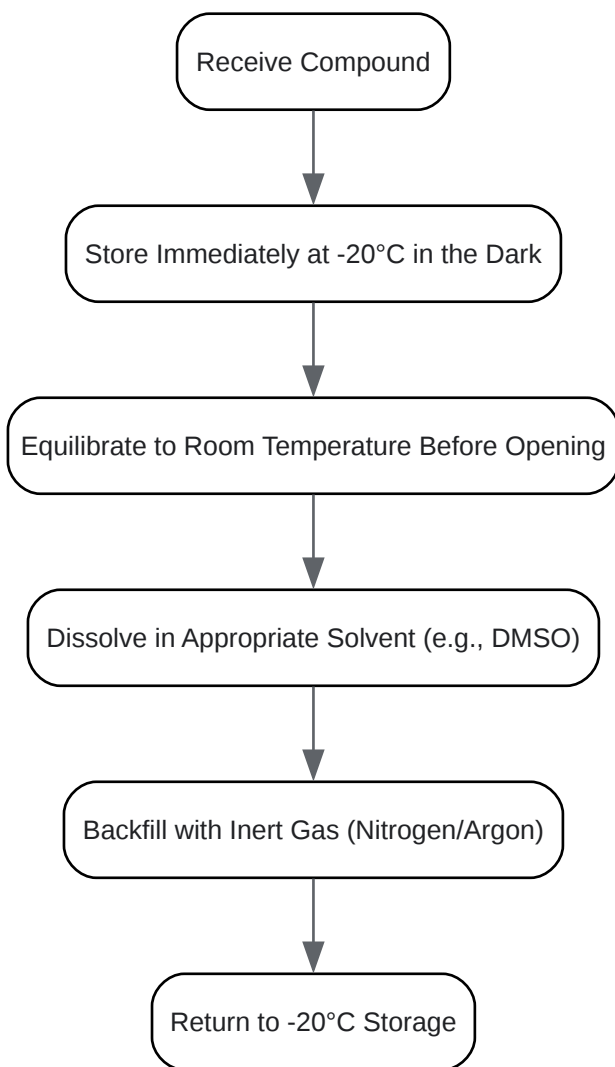 Receive Compound
Store Immediately at -20°C in the Dark
Equilibrate to Room Temperature Before Opening
Dissolve in Appropriate Solvent (e.g., DMSO)
Backfill with Inert Gas (Nitrogen/Argon)
Return to -20°C Storage